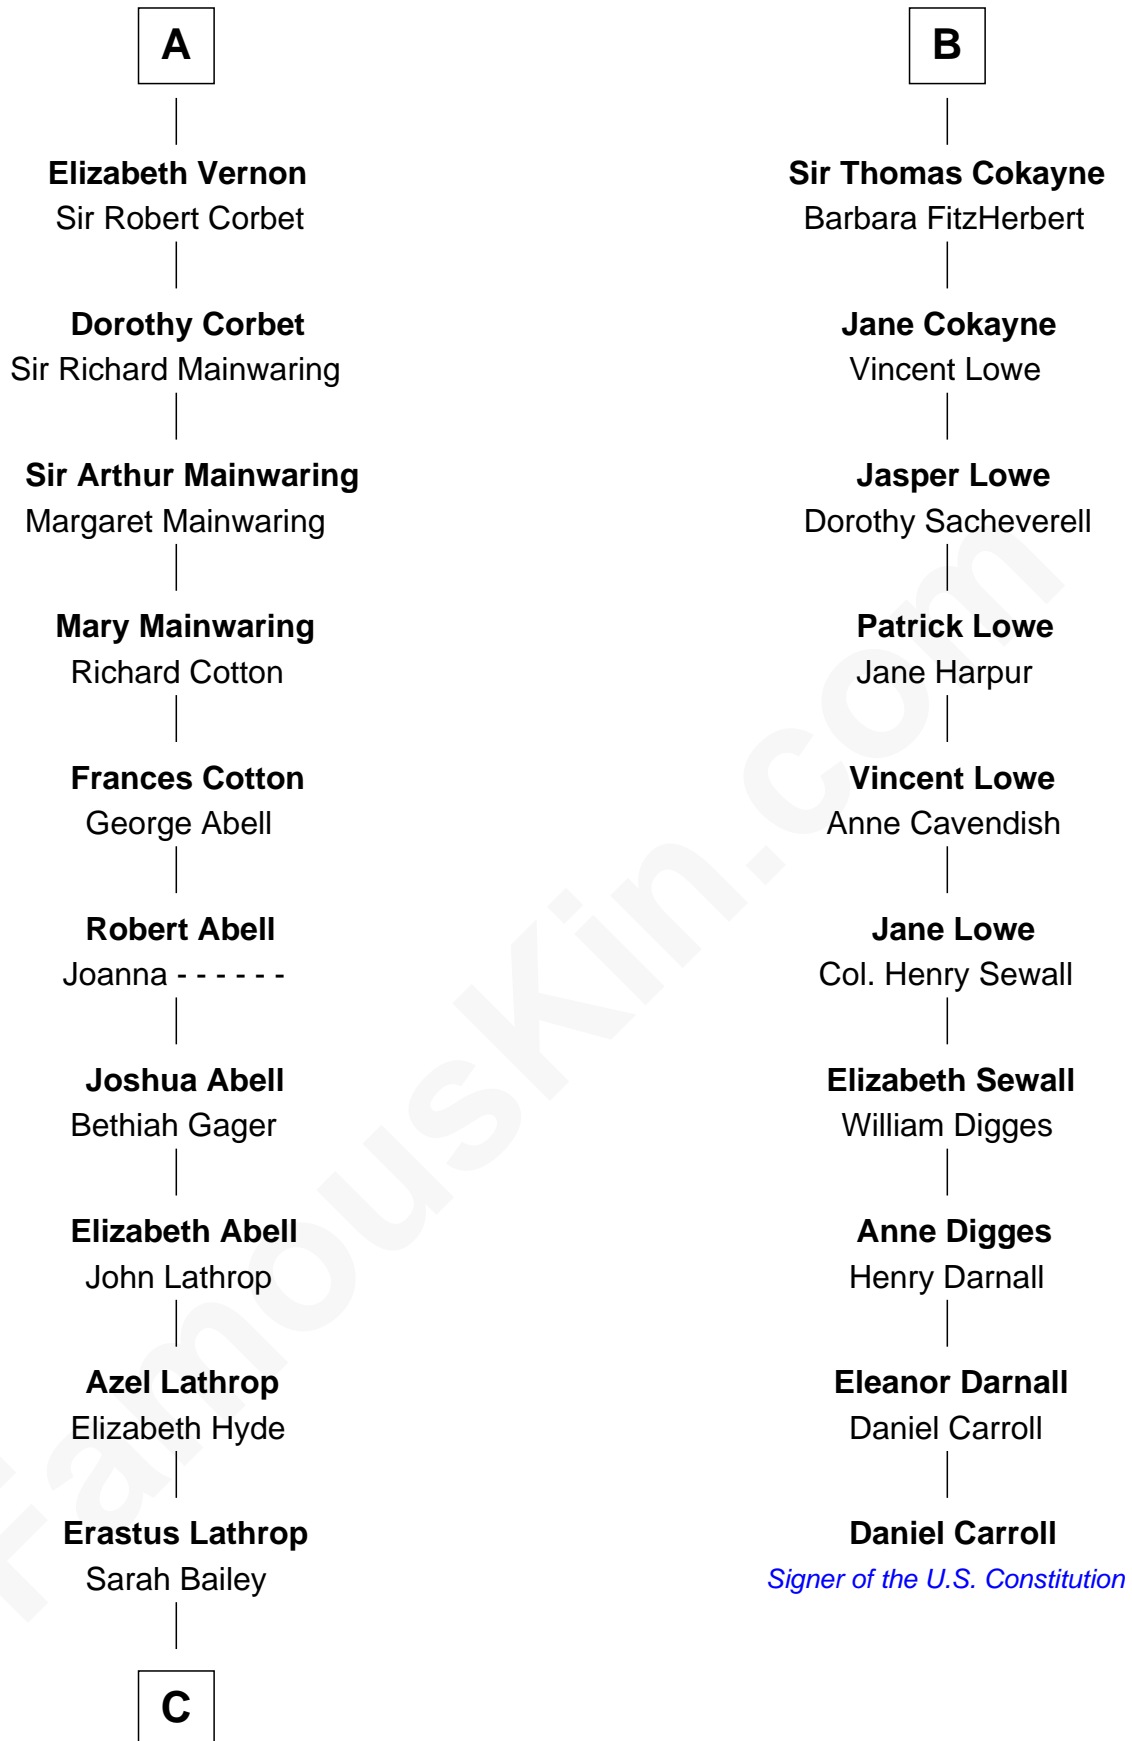 A
Elizabeth Vernon
Sir Robert Corbet
Dorothy Corbet
Sir Richard Mainwaring
Sir Arthur Mainwaring
Margaret Mainwaring
Mary Mainwaring
Richard Cotton
Frances Cotton
George Abell
Robert Abell
Joanna - - - - - -
Joshua Abell
Bethiah Gager
Elizabeth Abell
John Lathrop
Azel Lathrop
Elizabeth Hyde
Erastus Lathrop
Sarah Bailey
C
B
Sir Thomas Cokayne
Barbara FitzHerbert
Jane Cokayne
Vincent Lowe
Jasper Lowe
Dorothy Sacheverell
Patrick Lowe
Jane Harpur
Vincent Lowe
Anne Cavendish
Jane Lowe
Col. Henry Sewall
Elizabeth Sewall
William Digges
Anne Digges
Henry Darnall
Eleanor Darnall
Daniel Carroll
Daniel Carroll
Signer of the U.S. Constitution
FamousKin.com